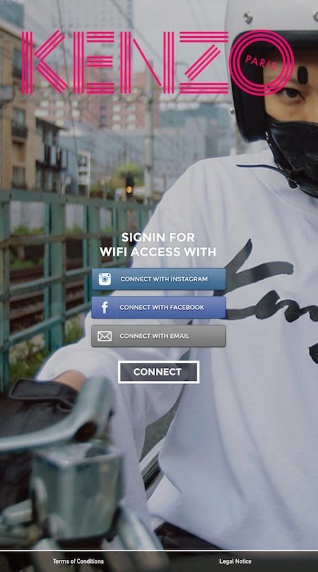 KENZO
PARIS
SIGNIN FOR
WIFI ACCESS WITH
CONNECT WITH INSTAGRAM
CONNECT WITH FACEBOOK
CONNECT WITH EMAIL
CONNECT
Terms of Conditions
Legal Notice